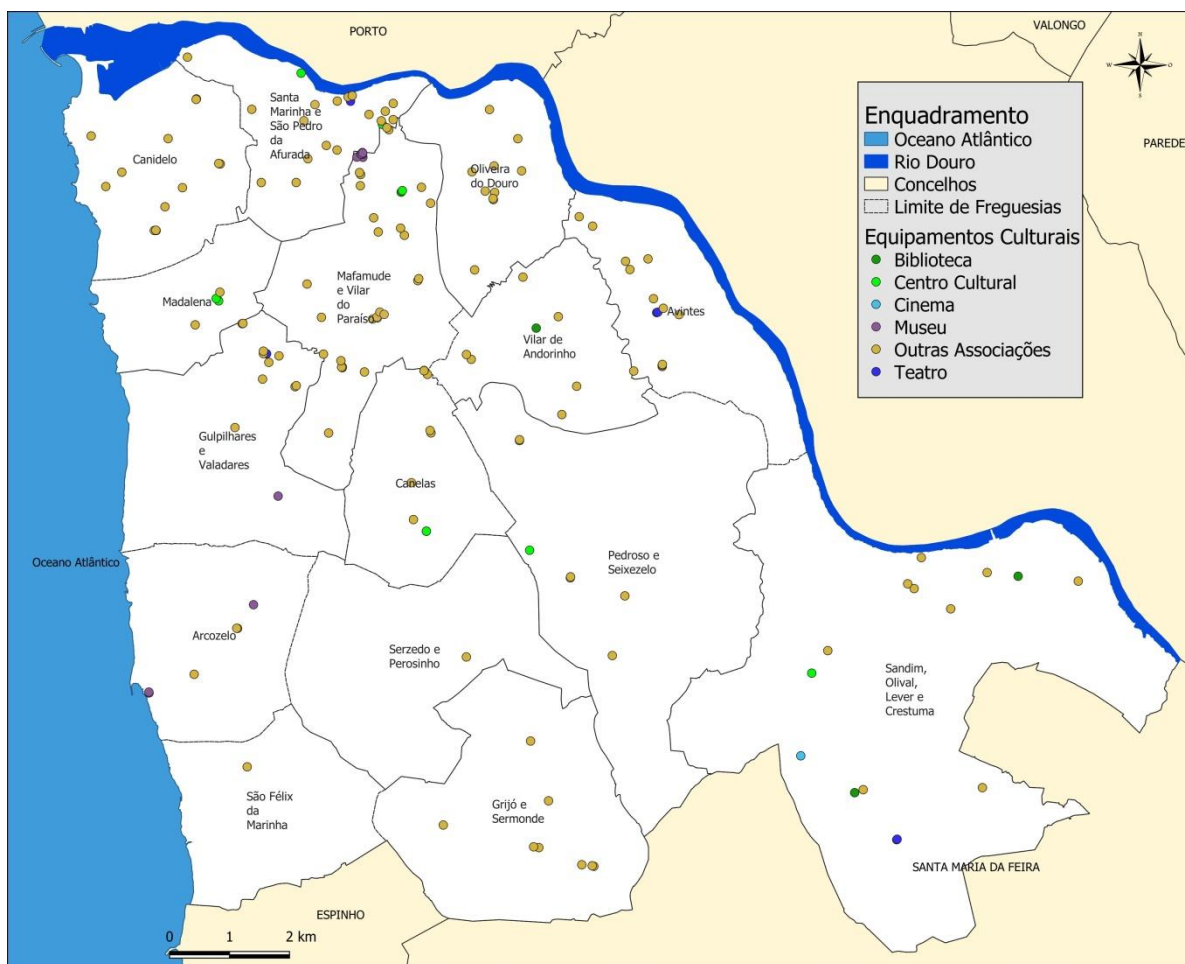 PORTO
VALONGO
N
W
O
S
PAREDE
Enquadramento
Oceano Atlântico
Rio Douro
Concelhos
Limite de Freguesias
Equipamentos Culturais
Biblioteca
Centro Cultural
Cinema
Museu
Outras Associações
Teatro
Santa
Marinha e
São Pedro
da
Afurada
Canidelo
Oliveira
do Douro
Madalena
Mafamude
e Vilar
do
Paraíso
Avintes
Vilar de
Andorinho
Gulpilhares
e
Valadares
Canelas
Oceano Atlântico
Pedroso e
Seixezelo
Arcozelo
Serzedo e
Perosinho
Sandim,
Olival,
Lever e
Crestuma
São Félix
da
Marinha
Grijó e
Sermonde
SANTA MARIA DA FEIRA
ESPINHO
0 1 2 km